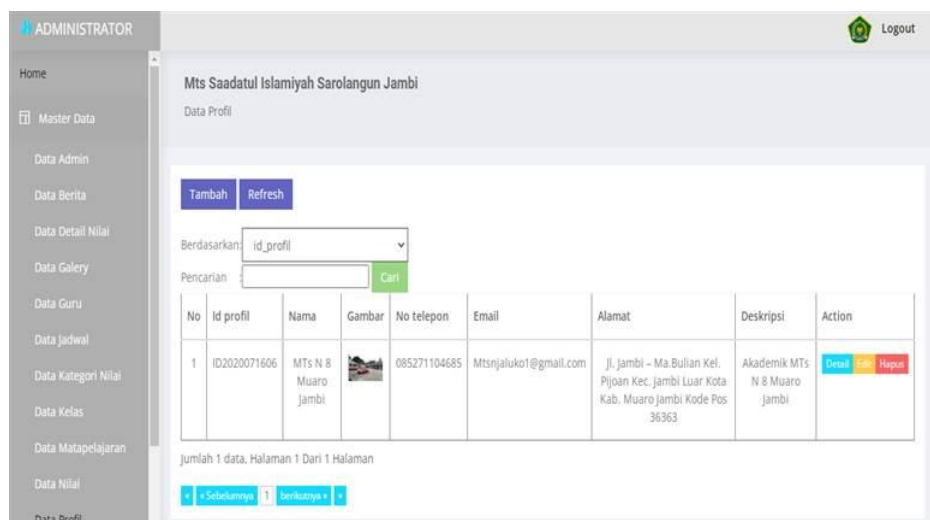 ADMINISTRATOR
Logout
Home
Master Data
Data Admin
Data Berita
Data Detail Nilai
Data Galery
Data Guru
Data Jadwal
Data Kategori Nilai
Data Kelas
Data Matapelajaran
Data Nilai
Data Profil
Mts Saadatul Islamiyah Sarolangun Jambi
Data Profil
Tambah Refresh
Berdasarkan: id_profil
Pencarian :
Cari
No Id profil Nama Gambar No telepon Email Alamat Deskripsi Action
1 ID2020071606 MTs N 8 Muaro Jambi 085271104685 Mtsnjaluko1@gmail.com Jl. Jambi – Ma.Bulian Kel. Pijoan Kec. Jambi Luar Kota Kab. Muaro Jambi Kode Pos 36363 Akademik MTs N 8 Muaro Jambi Detail Edit Hapus
Jumlah 1 data, Halaman 1 Dari 1 Halaman
« « Sebelumnya 1 berikutnya » »